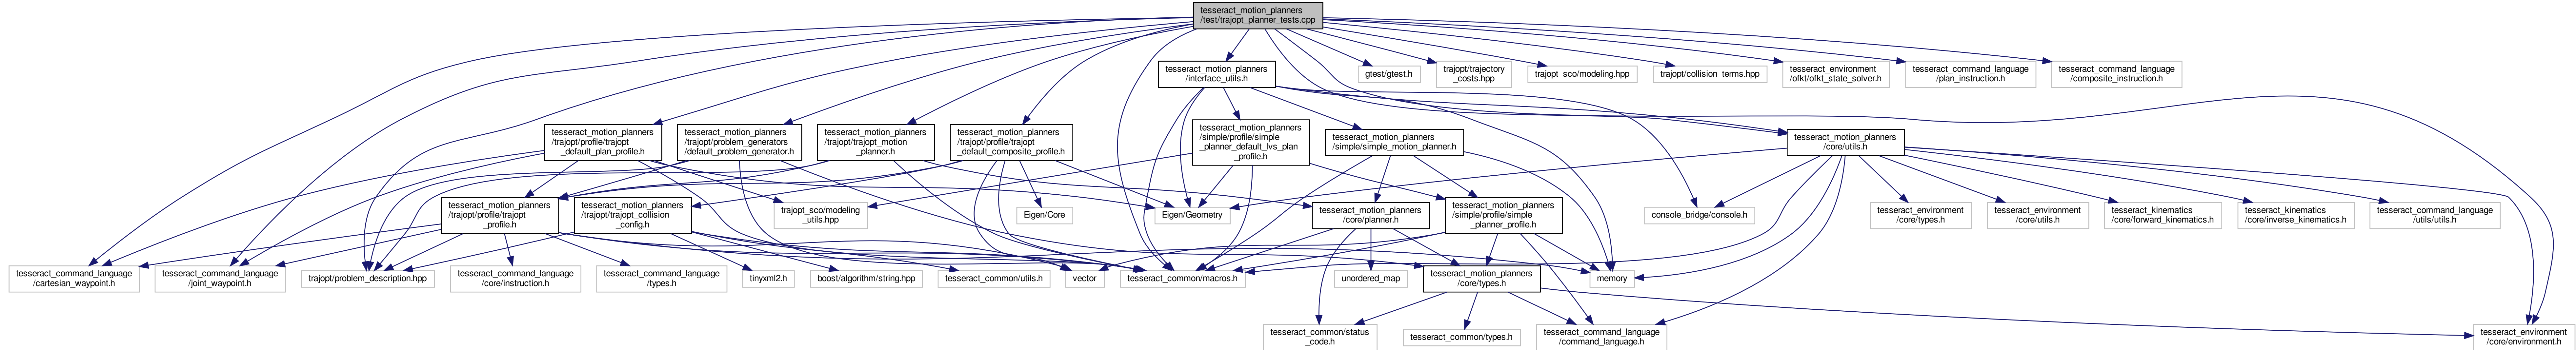 tesseract_motion_planners
/test/trajopt_planner_tests.cpp
tesseract_motion_planners
/interface_utils.h
gtest/gtest.h
trajopt/trajectory
_costs.hpp
trajopt_sco/modeling.hpp
trajopt/collision_terms.hpp
tesseract_environment
/ofkt/ofkt_state_solver.h
tesseract_command_language
/plan_instruction.h
tesseract_command_language
/composite_instruction.h
tesseract_motion_planners
/trajopt/profile/trajopt
_default_plan_profile.h
tesseract_motion_planners
/trajopt/problem_generators
/default_problem_generator.h
tesseract_motion_planners
/trajopt/trajopt_motion
_planner.h
tesseract_motion_planners
/trajopt/profile/trajopt
_default_composite_profile.h
tesseract_motion_planners
/simple/profile/simple
_planner_default_lvs_plan
_profile.h
tesseract_motion_planners
/simple/simple_motion_planner.h
tesseract_motion_planners
/core/utils.h
tesseract_motion_planners
/trajopt/profile/trajopt
_profile.h
tesseract_motion_planners
/trajopt/trajopt_collision
_config.h
trajopt_sco/modeling
_utils.hpp
Eigen/Core
Eigen/Geometry
tesseract_motion_planners
/core/planner.h
tesseract_motion_planners
/simple/profile/simple
_planner_profile.h
console_bridge/console.h
tesseract_environment
/core/types.h
tesseract_environment
/core/utils.h
tesseract_kinematics
/core/forward_kinematics.h
tesseract_kinematics
/core/inverse_kinematics.h
tesseract_command_language
/utils/utils.h
tesseract_command_language
/cartesian_waypoint.h
tesseract_command_language
/joint_waypoint.h
trajopt/problem_description.hpp
tesseract_command_language
/core/instruction.h
tesseract_command_language
/types.h
tinyxml2.h
boost/algorithm/string.hpp
tesseract_common/utils.h
vector
tesseract_common/macros.h
unordered_map
tesseract_motion_planners
/core/types.h
memory
tesseract_common/status
_code.h
tesseract_common/types.h
tesseract_command_language
/command_language.h
tesseract_environment
/core/environment.h